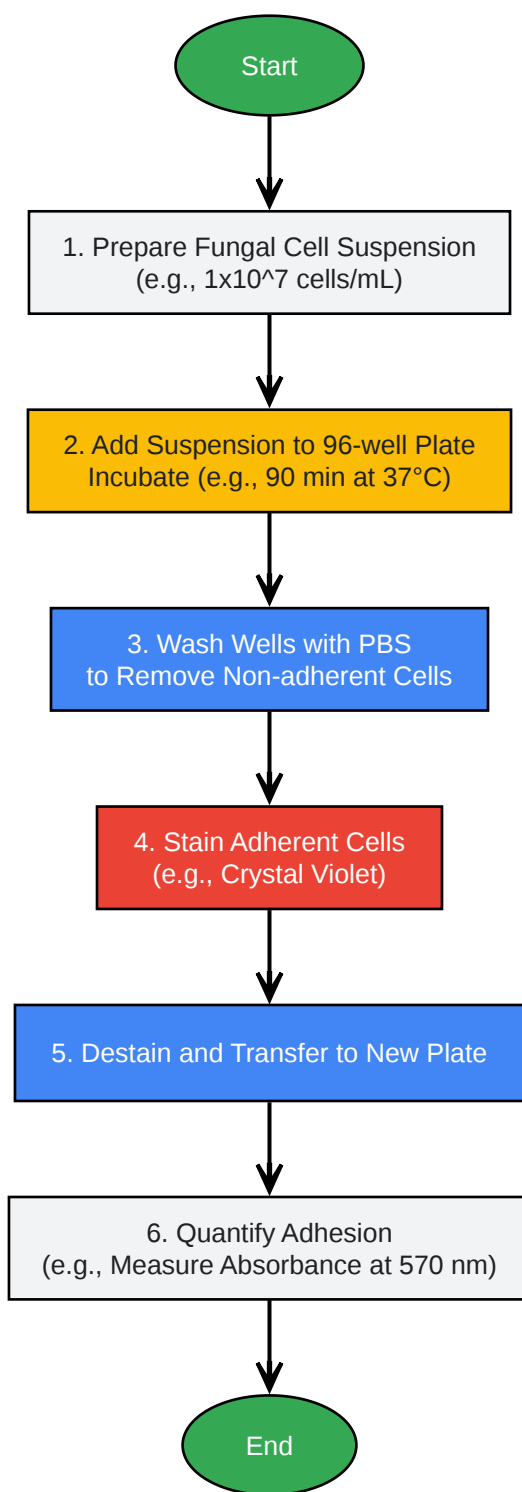 Start
1. Prepare Fungal Cell Suspension
(e.g., 1x10^7 cells/mL)
2. Add Suspension to 96-well Plate
Incubate (e.g., 90 min at 37°C)
3. Wash Wells with PBS
to Remove Non-adherent Cells
4. Stain Adherent Cells
(e.g., Crystal Violet)
5. Destain and Transfer to New Plate
6. Quantify Adhesion
(e.g., Measure Absorbance at 570 nm)
End